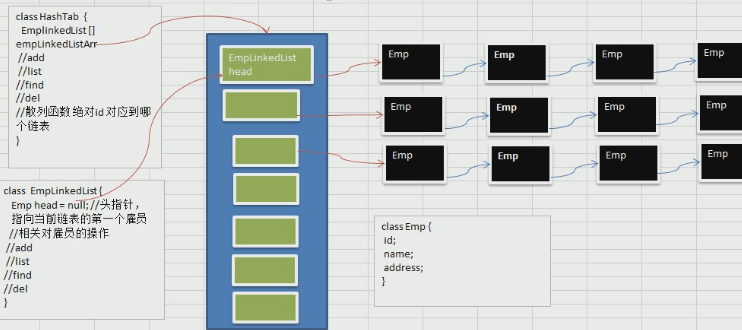 class HashTab {
EmplinkedList []
empLinkedListArr
//add
//list
//find
//del
//散列函数 绝对id 对应到哪
个链表
}
class EmpLinkedList {
Emp head = null; //头指针，
指向当前链表的第一个雇员
//相关对雇员的操作
//add
//list
//find
//del
}
EmpLinkedList
head
Emp
Emp
Emp
Emp
Emp
Emp
Emp
Emp
Emp
Emp
Emp
Emp
class Emp {
id;
name;
address;
}